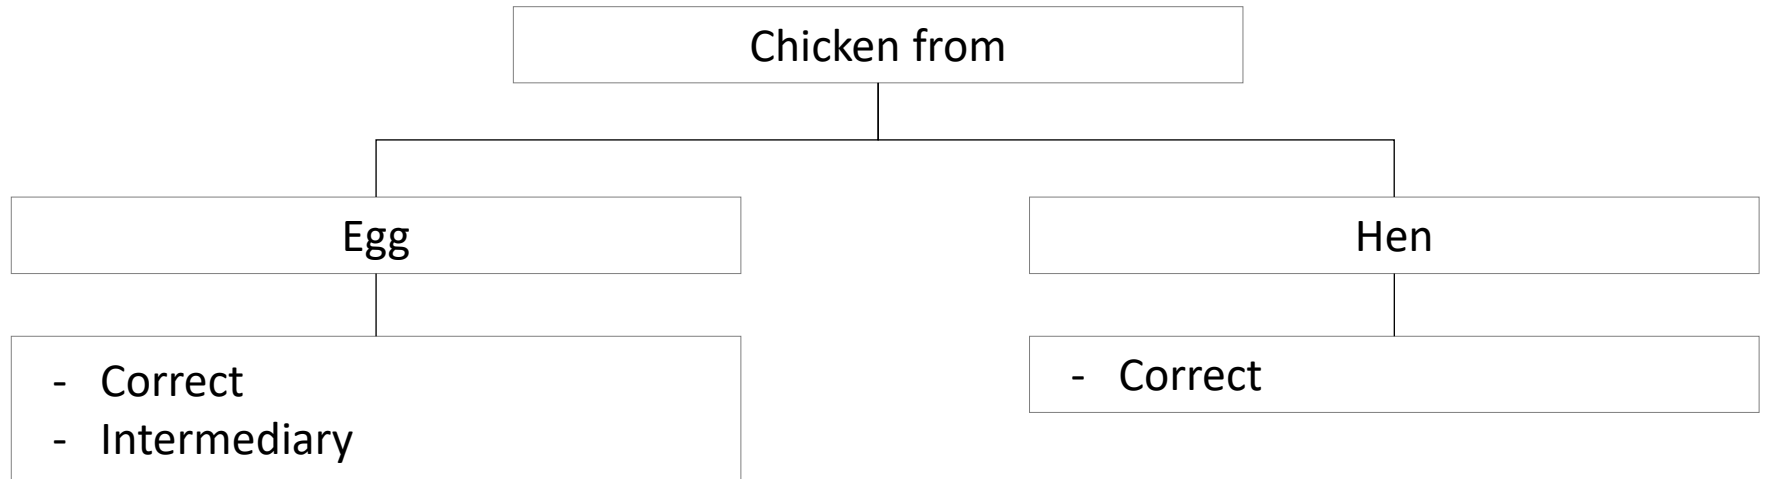 Chicken from
Egg
Hen
- Correct
- Intermediary
- Correct